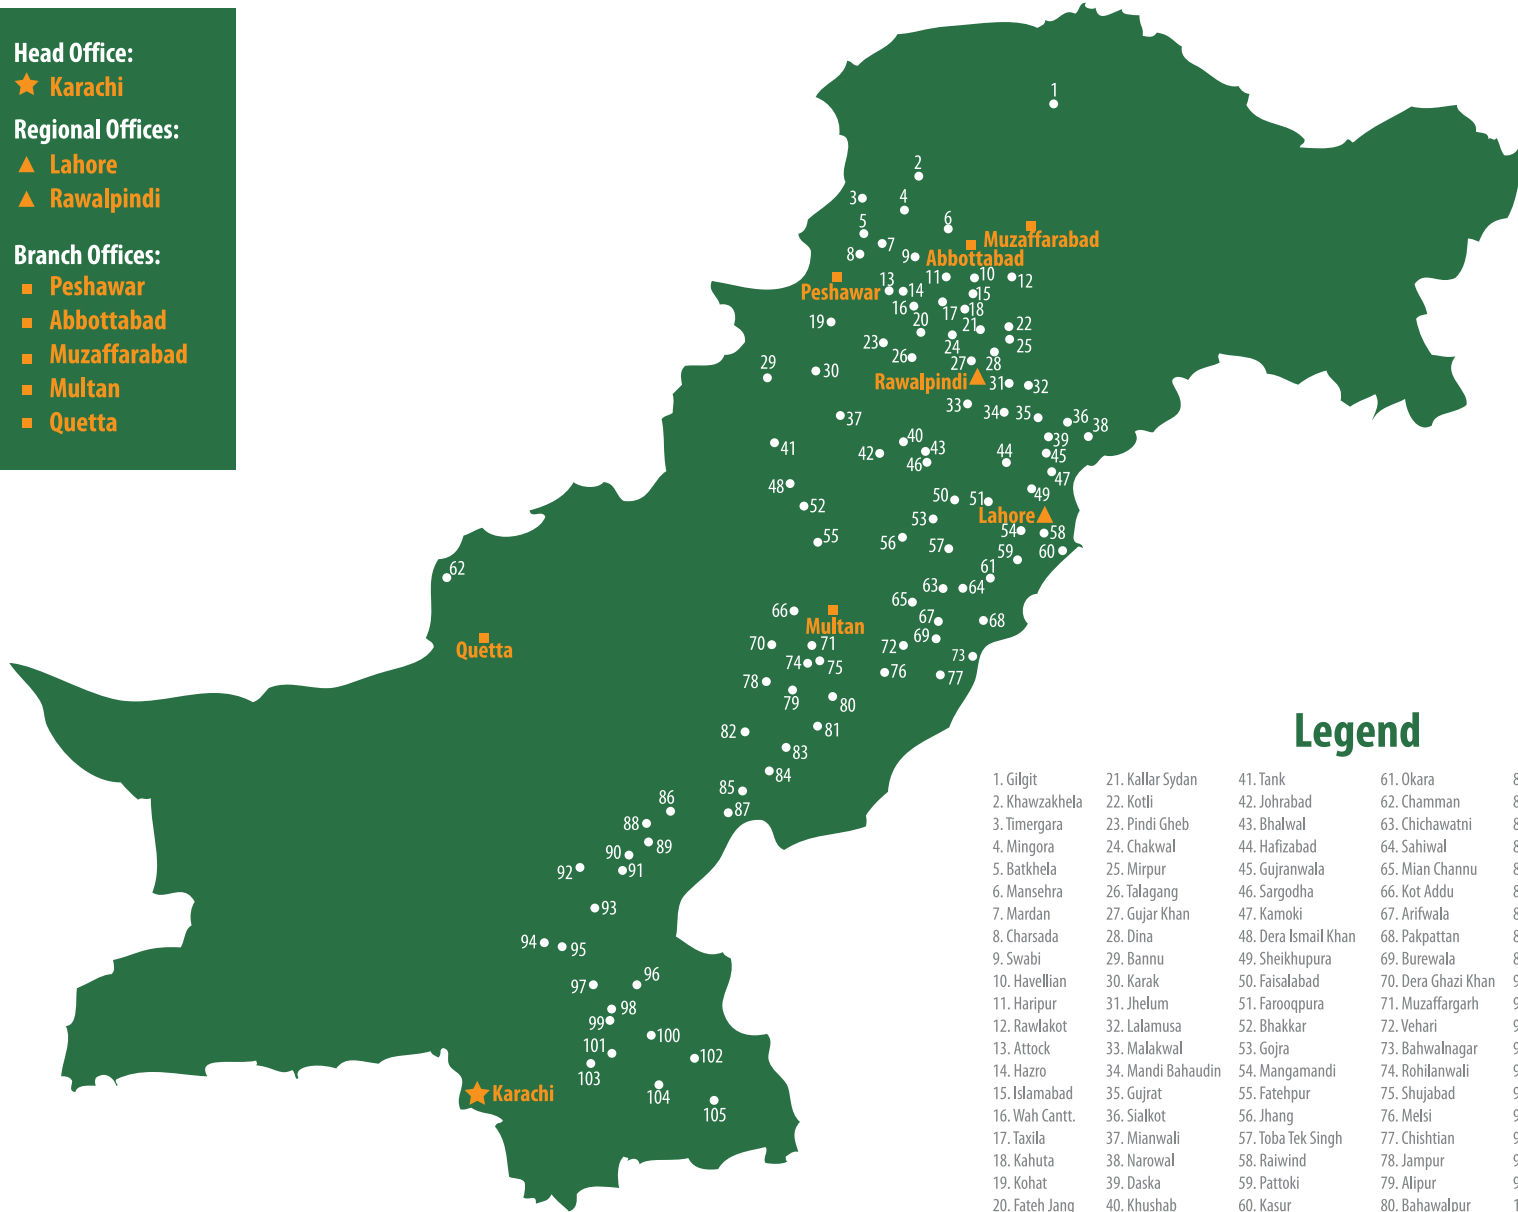 Head Office:
Karachi
Regional Offices:
Lahore
Rawalpindi
Branch Offices:
Peshawar
Abbottabad
Muzaffarabad
Multan
Quetta
1
2
3
4
5
6
7
8
9
Muzaffarabad
Abbottabad
10
11
12
13
14
15
Peshawar
16
17
18
19
20
21
22
23
24
25
26
27
28
29
30
Rawalpindi
31
32
33
34
35
36
37
38
39
40
41
42
43
44
45
46
47
48
49
50
51
52
Lahore
53
54
55
56
57
58
59
60
61
62
63
64
65
66
Multan
67
68
Quetta
69
70
71
72
73
74
75
76
77
78
79
80
81
82
83
84
85
86
87
88
89
90
91
92
93
94
95
96
97
98
99
100
101
102
103
Karachi
104
105
Legend
1. Gilgit
2. Khawzakhela
3. Timergara
4. Mingora
5. Batkhela
6. Mansehra
7. Mardan
8. Charsada
9. Swabi
10. Havellian
11. Haripur
12. Rawlakot
13. Attock
14. Hazro
15. Islamabad
16. Wah Cantt.
17. Taxila
18. Kahuta
19. Kohat
20. Fateh Jang
21. Kallar Sydan
22. Kotli
23. Pindi Gheb
24. Chakwal
25. Mirpur
26. Talagang
27. Gujar Khan
28. Dina
29. Bannu
30. Karak
31. Jhelum
32. Lalamusa
33. Malakwal
34. Mandi Bahaudin
35. Gujrat
36. Sialkot
37. Mianwali
38. Narowal
39. Daska
40. Khushab
41. Tank
42. Johrabad
43. Bhalwal
44. Hafizabad
45. Gujranwala
46. Sargodha
47. Kamoki
48. Dera Ismail Khan
49. Sheikhupura
50. Faisalabad
51. Farooqpura
52. Bhakkar
53. Gojra
54. Mangamandi
55. Fatehpur
56. Jhang
57. Toba Tek Singh
58. Raiwind
59. Pattoki
60. Kasur
61. Okara
62. Chamman
63. Chichawatni
64. Sahiwal
65. Mian Channu
66. Kot Addu
67. Arifwala
68. Pakpattan
69. Burewala
70. Dera Ghazi Khan
71. Muzaffargarh
72. Vehari
73. Bahwalnagar
74. Rohilanwali
75. Shujabad
76. Melsi
77. Chishtian
78. Jampur
79. Alipur
80. Bahawalpur